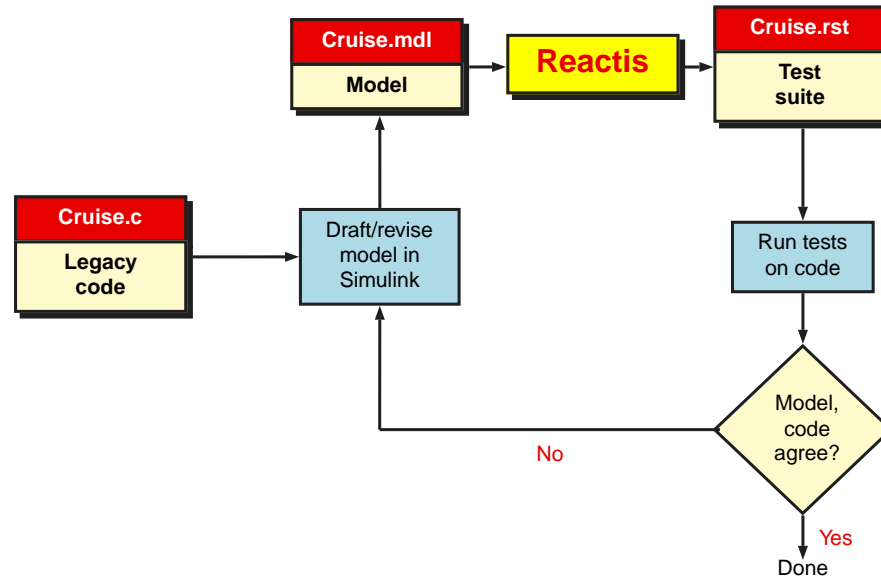 Cruise.mdl
Model
Reactis
Cruise.rst
Test
suite
Cruise.c
Legacy
code
Draft/revise
model in
Simulink
Run tests
on code
Model,
code
agree?
No
Yes
Done